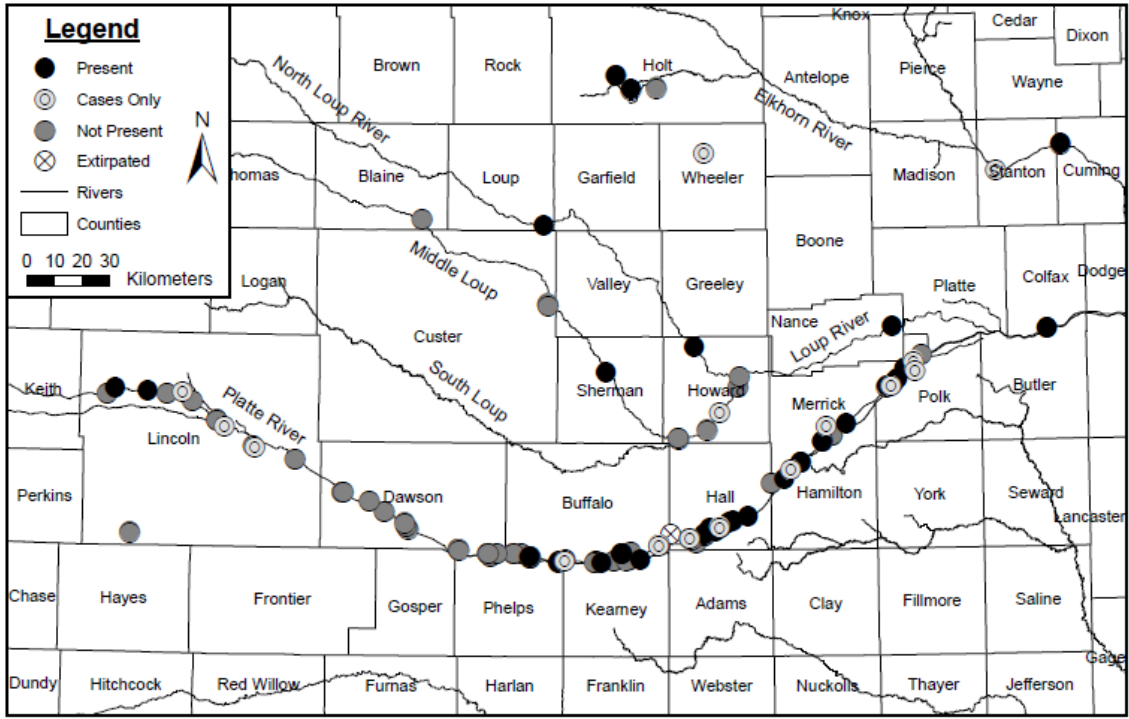 Legend
Present
Cases Only
Not Present
Extirpated
Rivers
Counties
0 10 20 30
Kilometers
N
Knox
Cedar
Dixon
Brown
Rock
Holt
Antelope
Pierce
Wayne
North Loup River
Elkhorn River
homas
Blaine
Loup
Garfield
Wheeler
Madison
Stanton
Cuming
Boone
Middle Loup
Logan
Valley
Greeley
Platte
Colfax
Dodge
Nance
Custer
Loup River
South Loup
Keith
Sherman
Howard
Merrick
Polk
Butler
Platte River
Lincoln
Perkins
Dawson
Buffalo
Hall
Hamilton
York
Seward
Lancaster
Chase
Hayes
Frontier
Gosper
Phelps
Kearney
Adams
Clay
Fillmore
Saline
Gage
Dundy
Hitchcock
Red Willow
Furnas
Harlan
Franklin
Webster
Nuckolls
Thayer
Jefferson